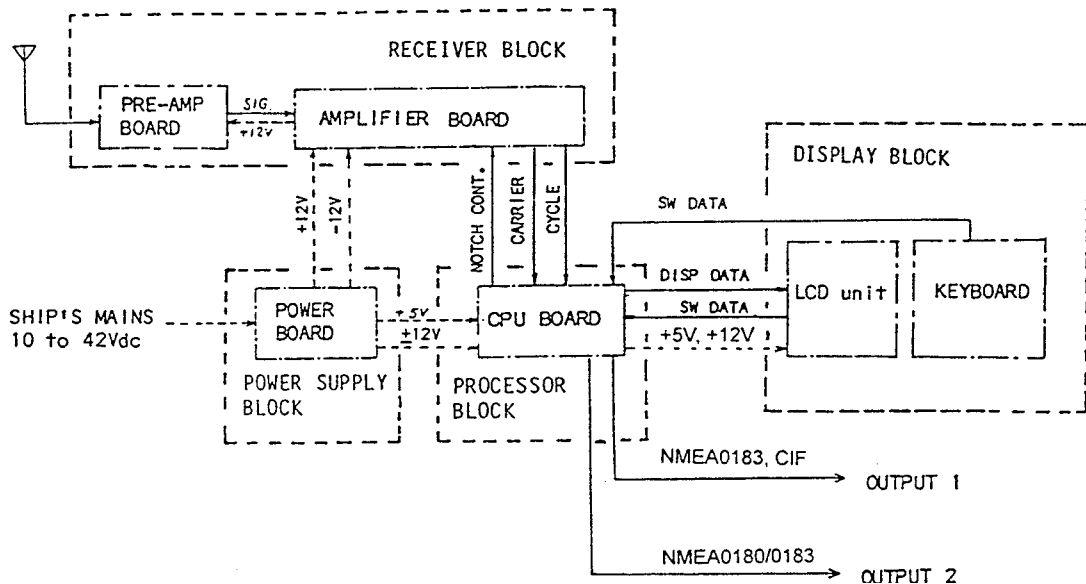 RECEIVER BLOCK
PRE-AMP
BOARD
SIG.
+12V
AMPLIFIER BOARD
DISPLAY BLOCK
+12V
-12V
NOTCH CONT.
CARRIER
CYCLE
SW DATA
SHIP'S MAINS
10 to 42Vdc
POWER
BOARD
+5V
±12V
CPU BOARD
DISP DATA
SW DATA
+5V, +12V
LCD unit
KEYBOARD
POWER SUPPLY
BLOCK
PROCESSOR
BLOCK
NMEA0183, CIF
OUTPUT 1
NMEA0180/0183
OUTPUT 2